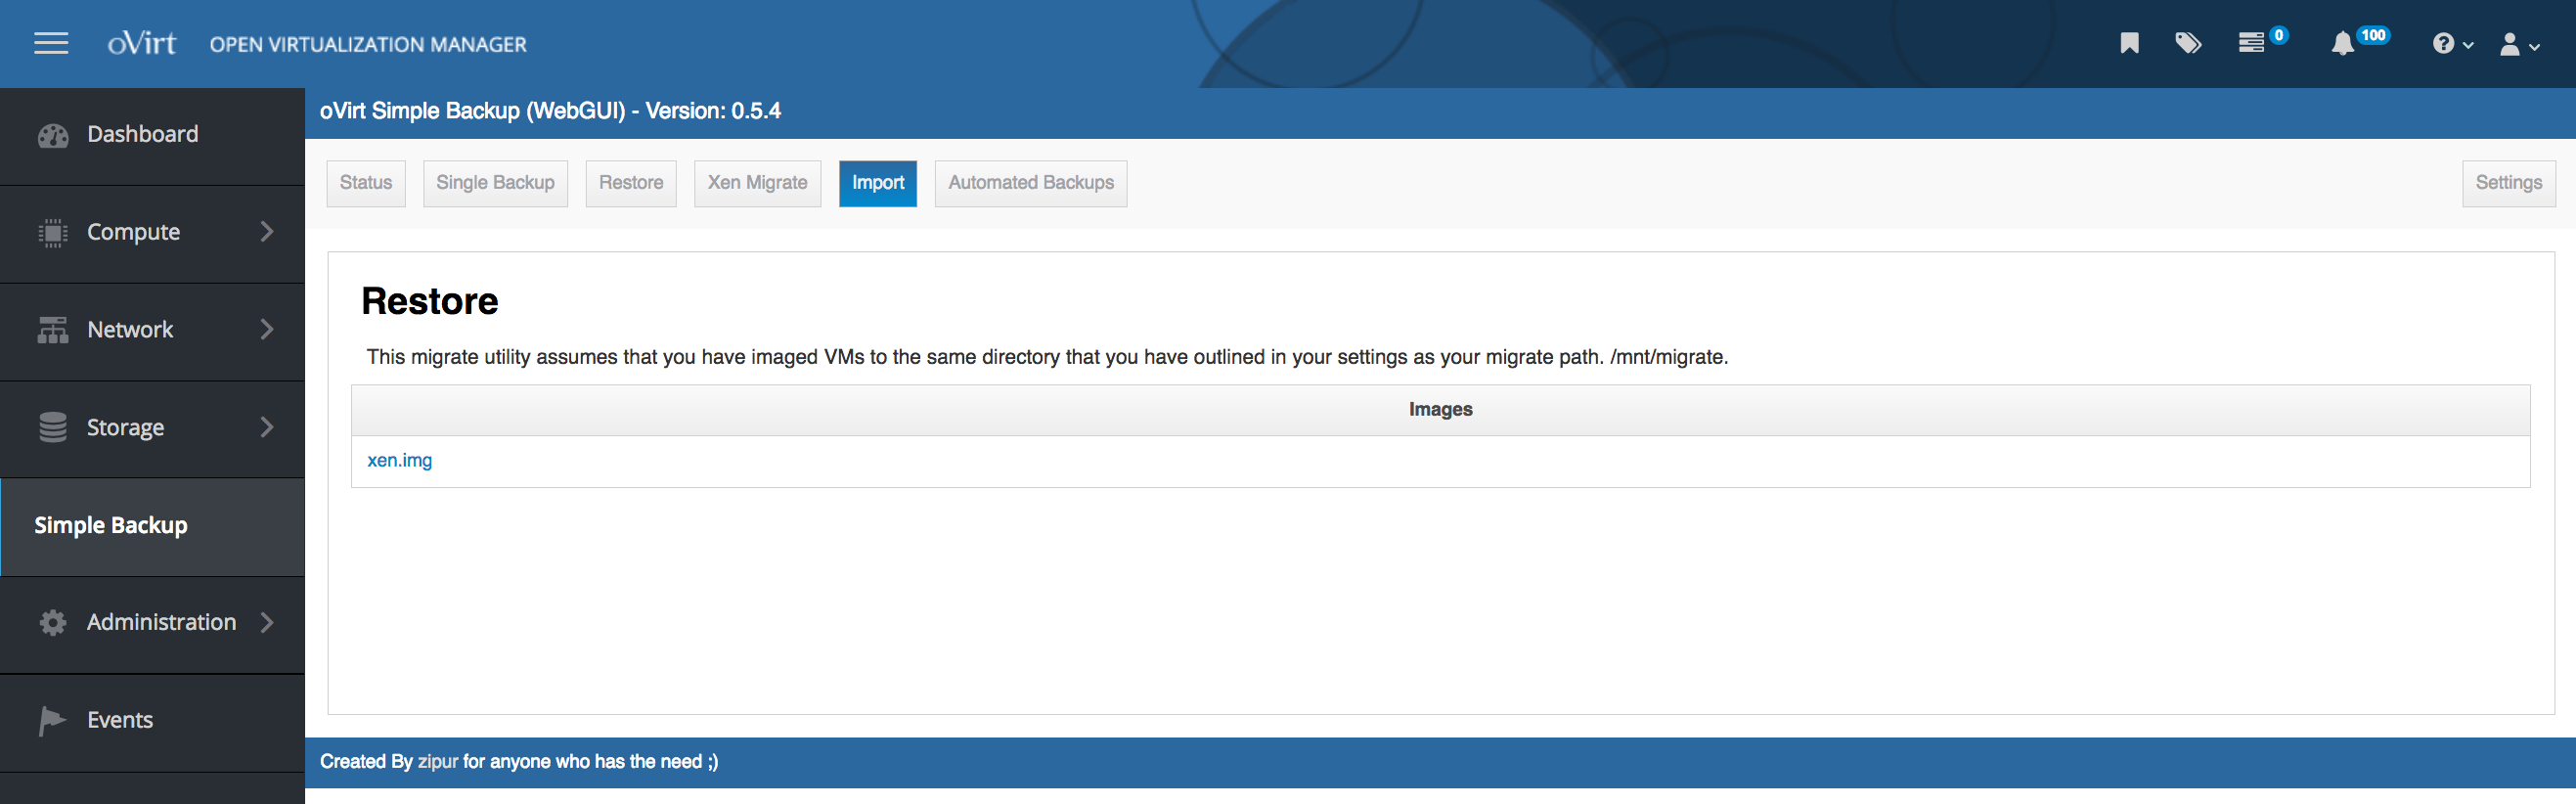 oVirt OPEN VIRTUALIZATION MANAGER
0
100
Dashboard
Compute
Network
Storage
Simple Backup
Administration
Events
oVirt Simple Backup (WebGUI) - Version: 0.5.4
Status Single Backup Restore Xen Migrate Import Automated Backups Settings
Restore
This migrate utility assumes that you have imaged VMs to the same directory that you have outlined in your settings as your migrate path. /mnt/migrate.
Images
xen.img
Created By zipur for anyone who has the need ;)